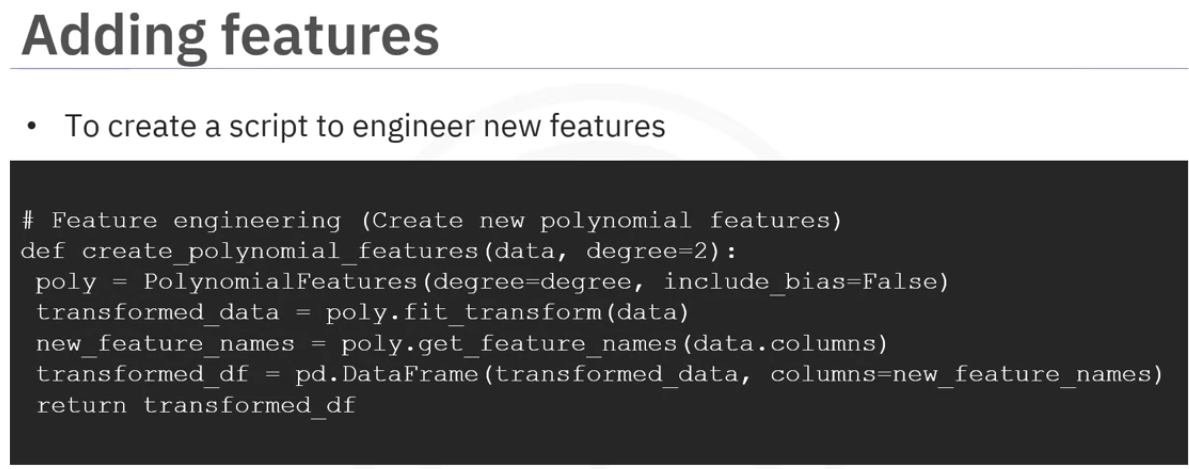 Adding features
• To create a script to engineer new features
# Feature engineering (Create new polynomial features)
def create_polynomial_features(data, degree=2):
 poly = PolynomialFeatures(degree=degree, include_bias=False)
 transformed_data = poly.fit_transform(data)
 new_feature_names = poly.get_feature_names(data.columns)
 transformed_df = pd.DataFrame(transformed_data, columns=new_feature_names)
 return transformed_df